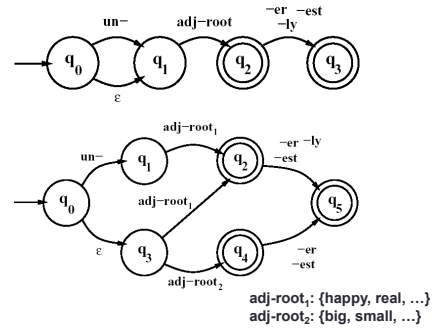 un− adj−root −er −est
−ly
q0 q1 q2 q3
ε
adj−root1
un− q1 q2 −er −ly
−est
adj−root1
q0 q5
ε q3 q4 −er
−est
adj−root2
adj-root1: {happy, real, …}
adj-root2: {big, small, …}